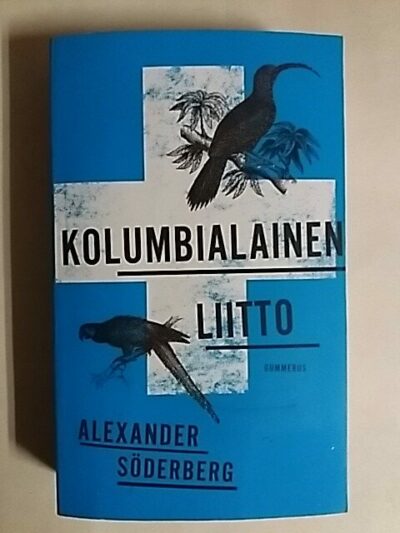 KOLUMBIALAINEN
LIITTO
GUMMERUS
ALEXANDER
SÖDERBERG